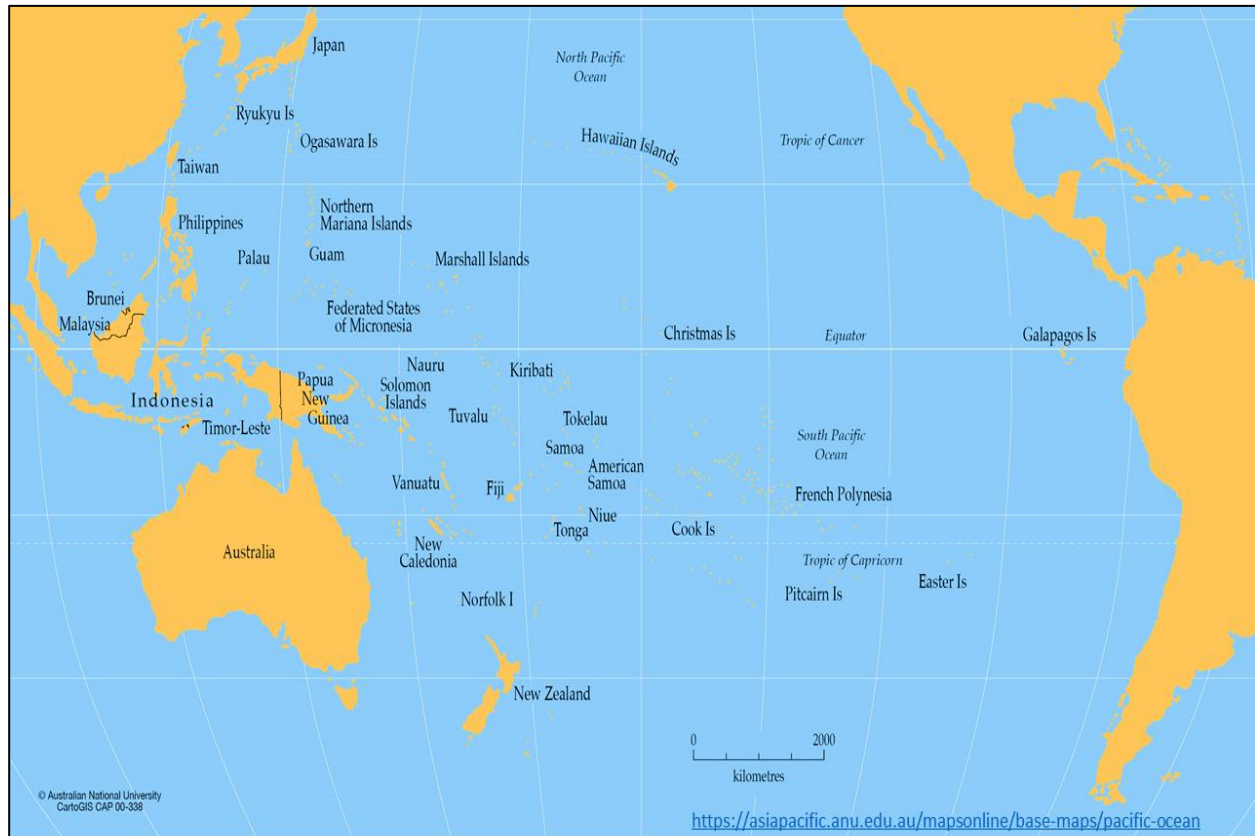 Japan
North Pacific
Ocean
Ryukyu Is
Hawaiian Islands
Ogasawara Is
Tropic of Cancer
Taiwan
Northern
Mariana Islands
Philippines
Palau
Guam
Marshall Islands
Brunei
Federated States
of Micronesia
Malaysia
Christmas Is
Equator
Galapagos Is
Nauru
Kiribati
Papua
New
Guinea
Solomon
Islands
Indonesia
Tuvalu
Tokelau
Timor-Leste
South Pacific
Ocean
Samoa
American
Samoa
Vanuatu
Fiji
French Polynesia
Niue
Tonga
Cook Is
Australia
New
Caledonia
Tropic of Capricorn
Easter Is
Pitcairn Is
Norfolk I
New Zealand
0 2000
kilometres
© Australian National University
CartoGIS CAP 00-338
https://asiapacific.anu.edu.au/mapsonline/base-maps/pacific-ocean